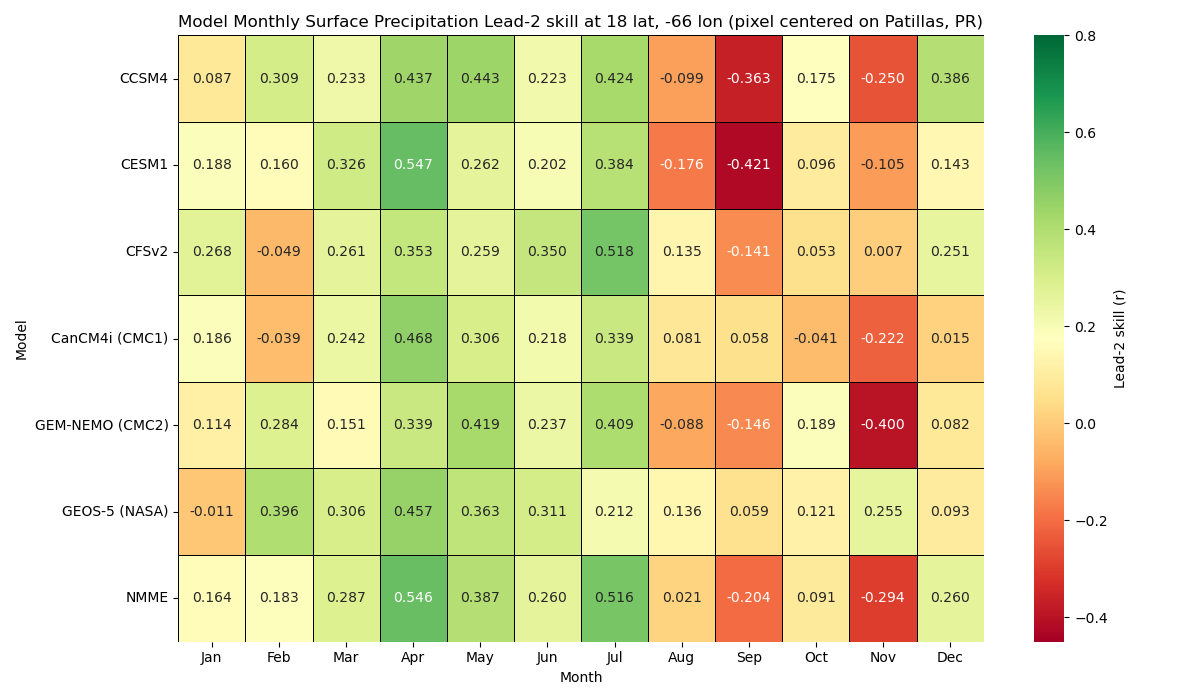 Model Monthly Surface Precipitation Lead-2 skill at 18 lat, -66 lon (pixel centered on Patillas, PR)
Model
CCSM4 0.087 0.309 0.233 0.437 0.443 0.223 0.424 -0.099 -0.363 0.175 -0.250 0.386
CESM1 0.188 0.160 0.326 0.547 0.262 0.202 0.384 -0.176 -0.421 0.096 -0.105 0.143
CFSv2 0.268 -0.049 0.261 0.353 0.259 0.350 0.518 0.135 -0.141 0.053 0.007 0.251
CanCM4i (CMC1) 0.186 -0.039 0.242 0.468 0.306 0.218 0.339 0.081 0.058 -0.041 -0.222 0.015
GEM-NEMO (CMC2) 0.114 0.284 0.151 0.339 0.419 0.237 0.409 -0.088 -0.146 0.189 -0.400 0.082
GEOS-5 (NASA) -0.011 0.396 0.306 0.457 0.363 0.311 0.212 0.136 0.059 0.121 0.255 0.093
NMME 0.164 0.183 0.287 0.546 0.387 0.260 0.516 0.021 -0.204 0.091 -0.294 0.260
Jan Feb Mar Apr May Jun Jul Aug Sep Oct Nov Dec
Month
0.8
0.6
0.4
0.2
0.0
−0.2
−0.4
Lead-2 skill (r)